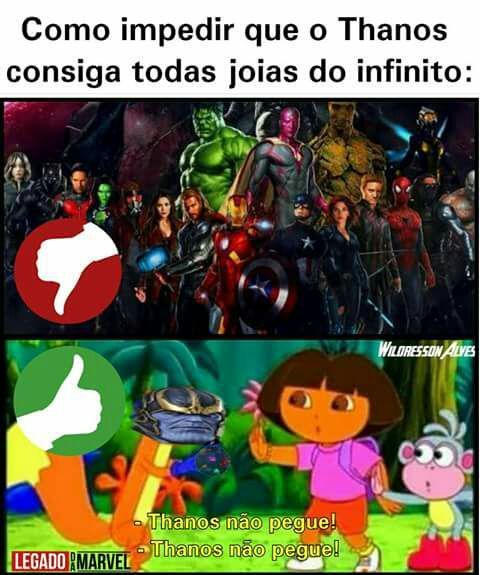 Como impedir que o Thanos
consiga todas joias do infinito:
WILDRESSON ALVES
- Thanos não pegue!
- Thanos não pegue!
LEGADO DA MARVEL